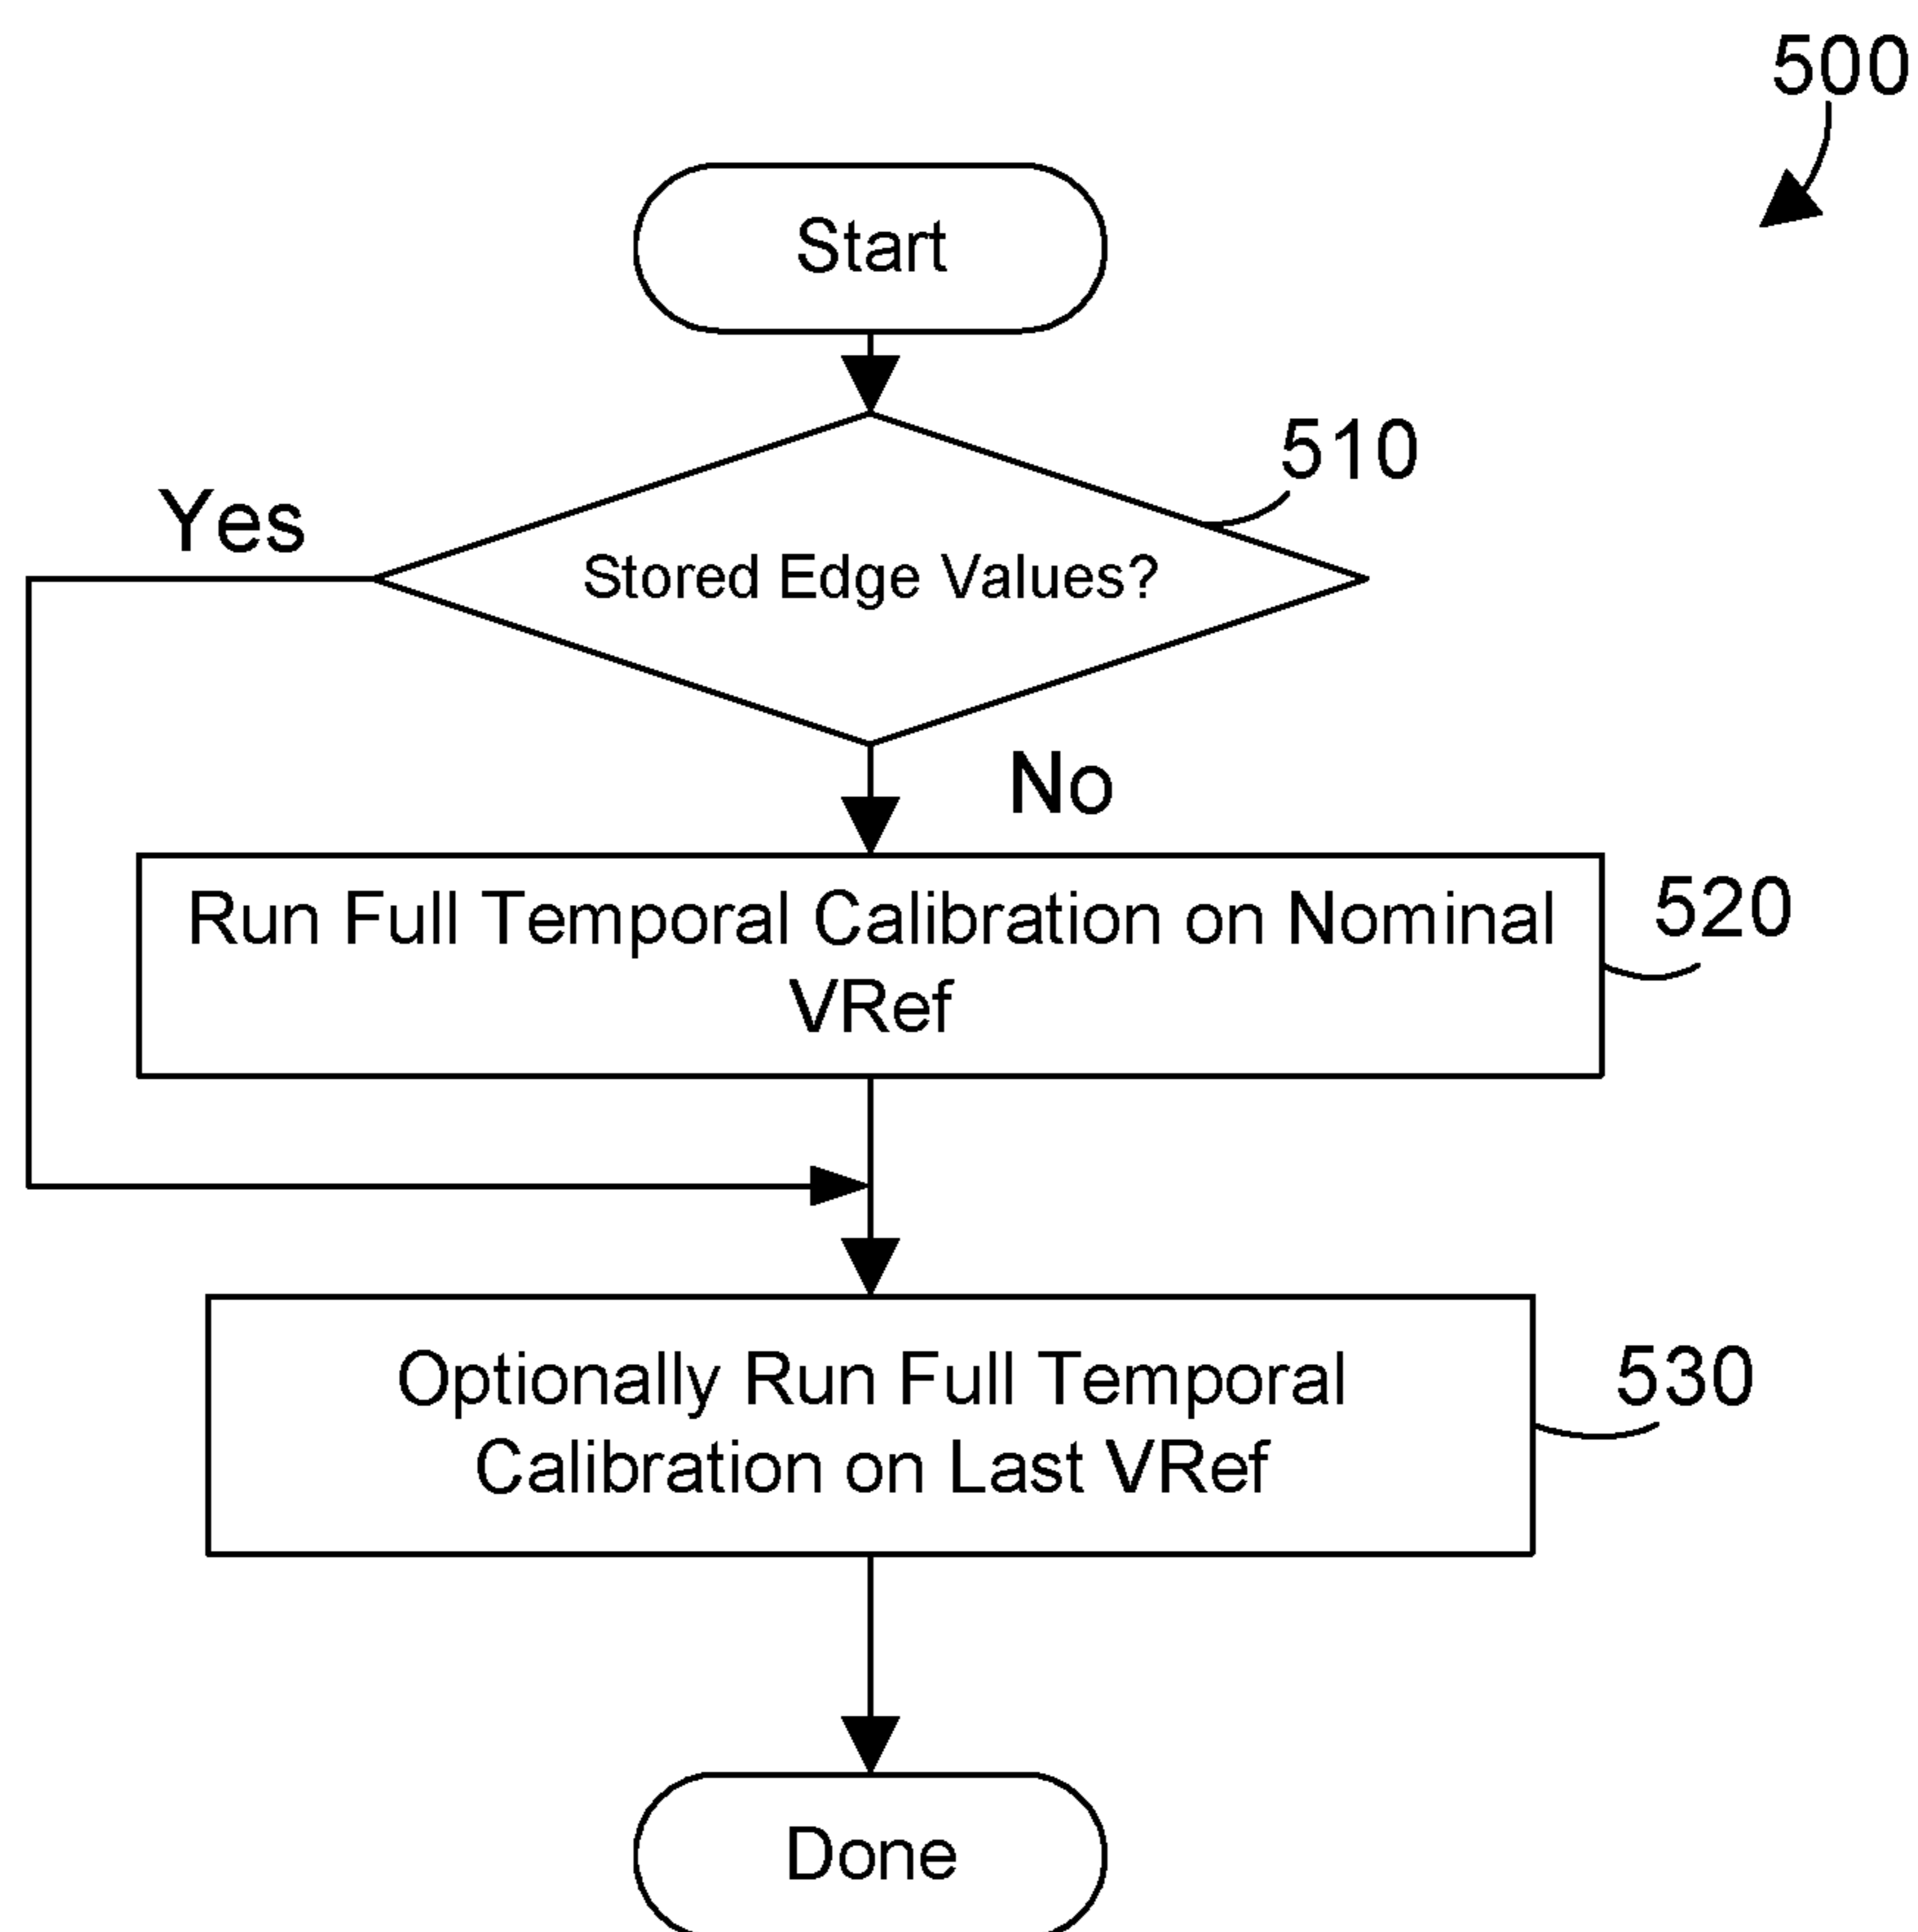 500
Start
510
Yes
Stored Edge Values?
No
Run Full Temporal Calibration on Nominal
VRef
520
Optionally Run Full Temporal
Calibration on Last VRef
530
Done